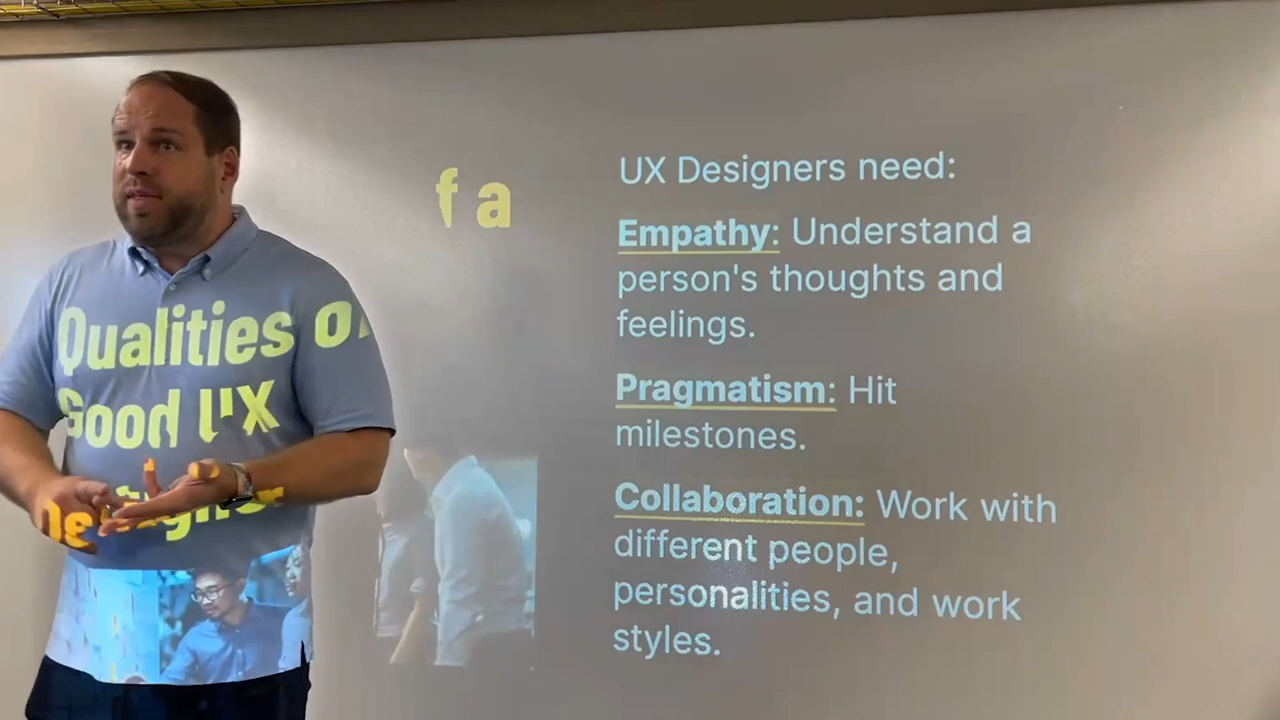 Qualities of a
Good UX
UX Designers need:
Empathy: Understand a
person's thoughts and
feelings.
Pragmatism: Hit
milestones.
Collaboration: Work with
different people,
personalities, and work
styles.